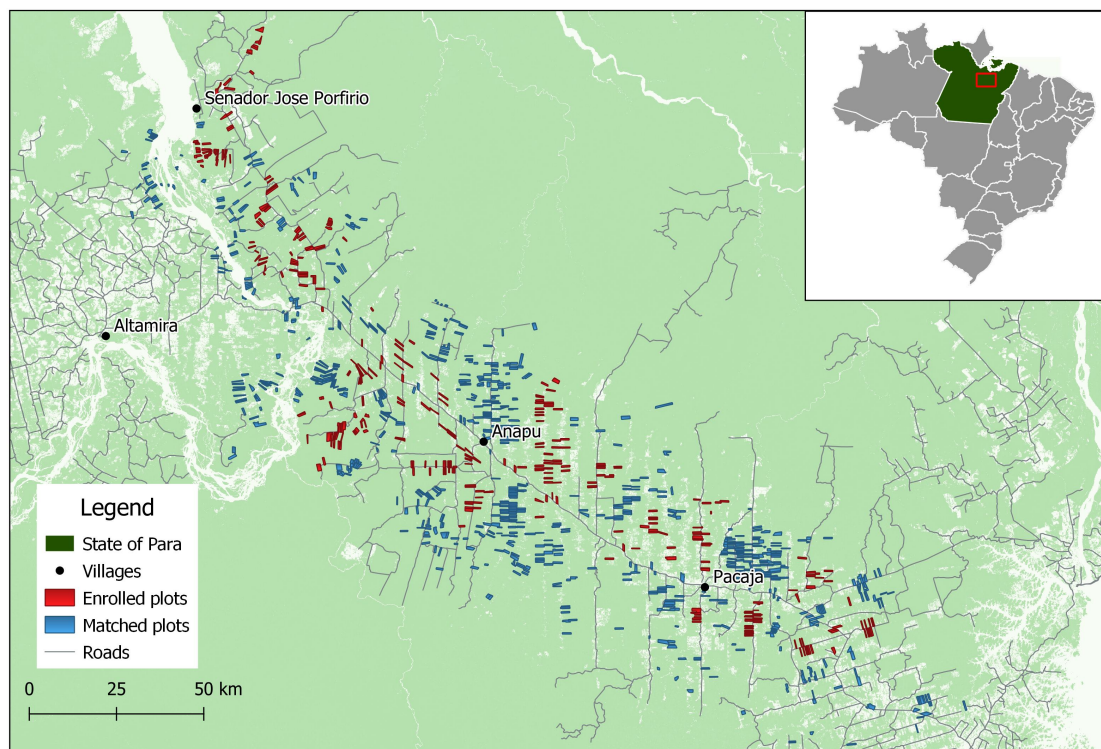 Senador Jose Porfirio
Altamira
Anapu
Pacaja
Legend
State of Para
Villages
Enrolled plots
Matched plots
Roads
0 25 50 km